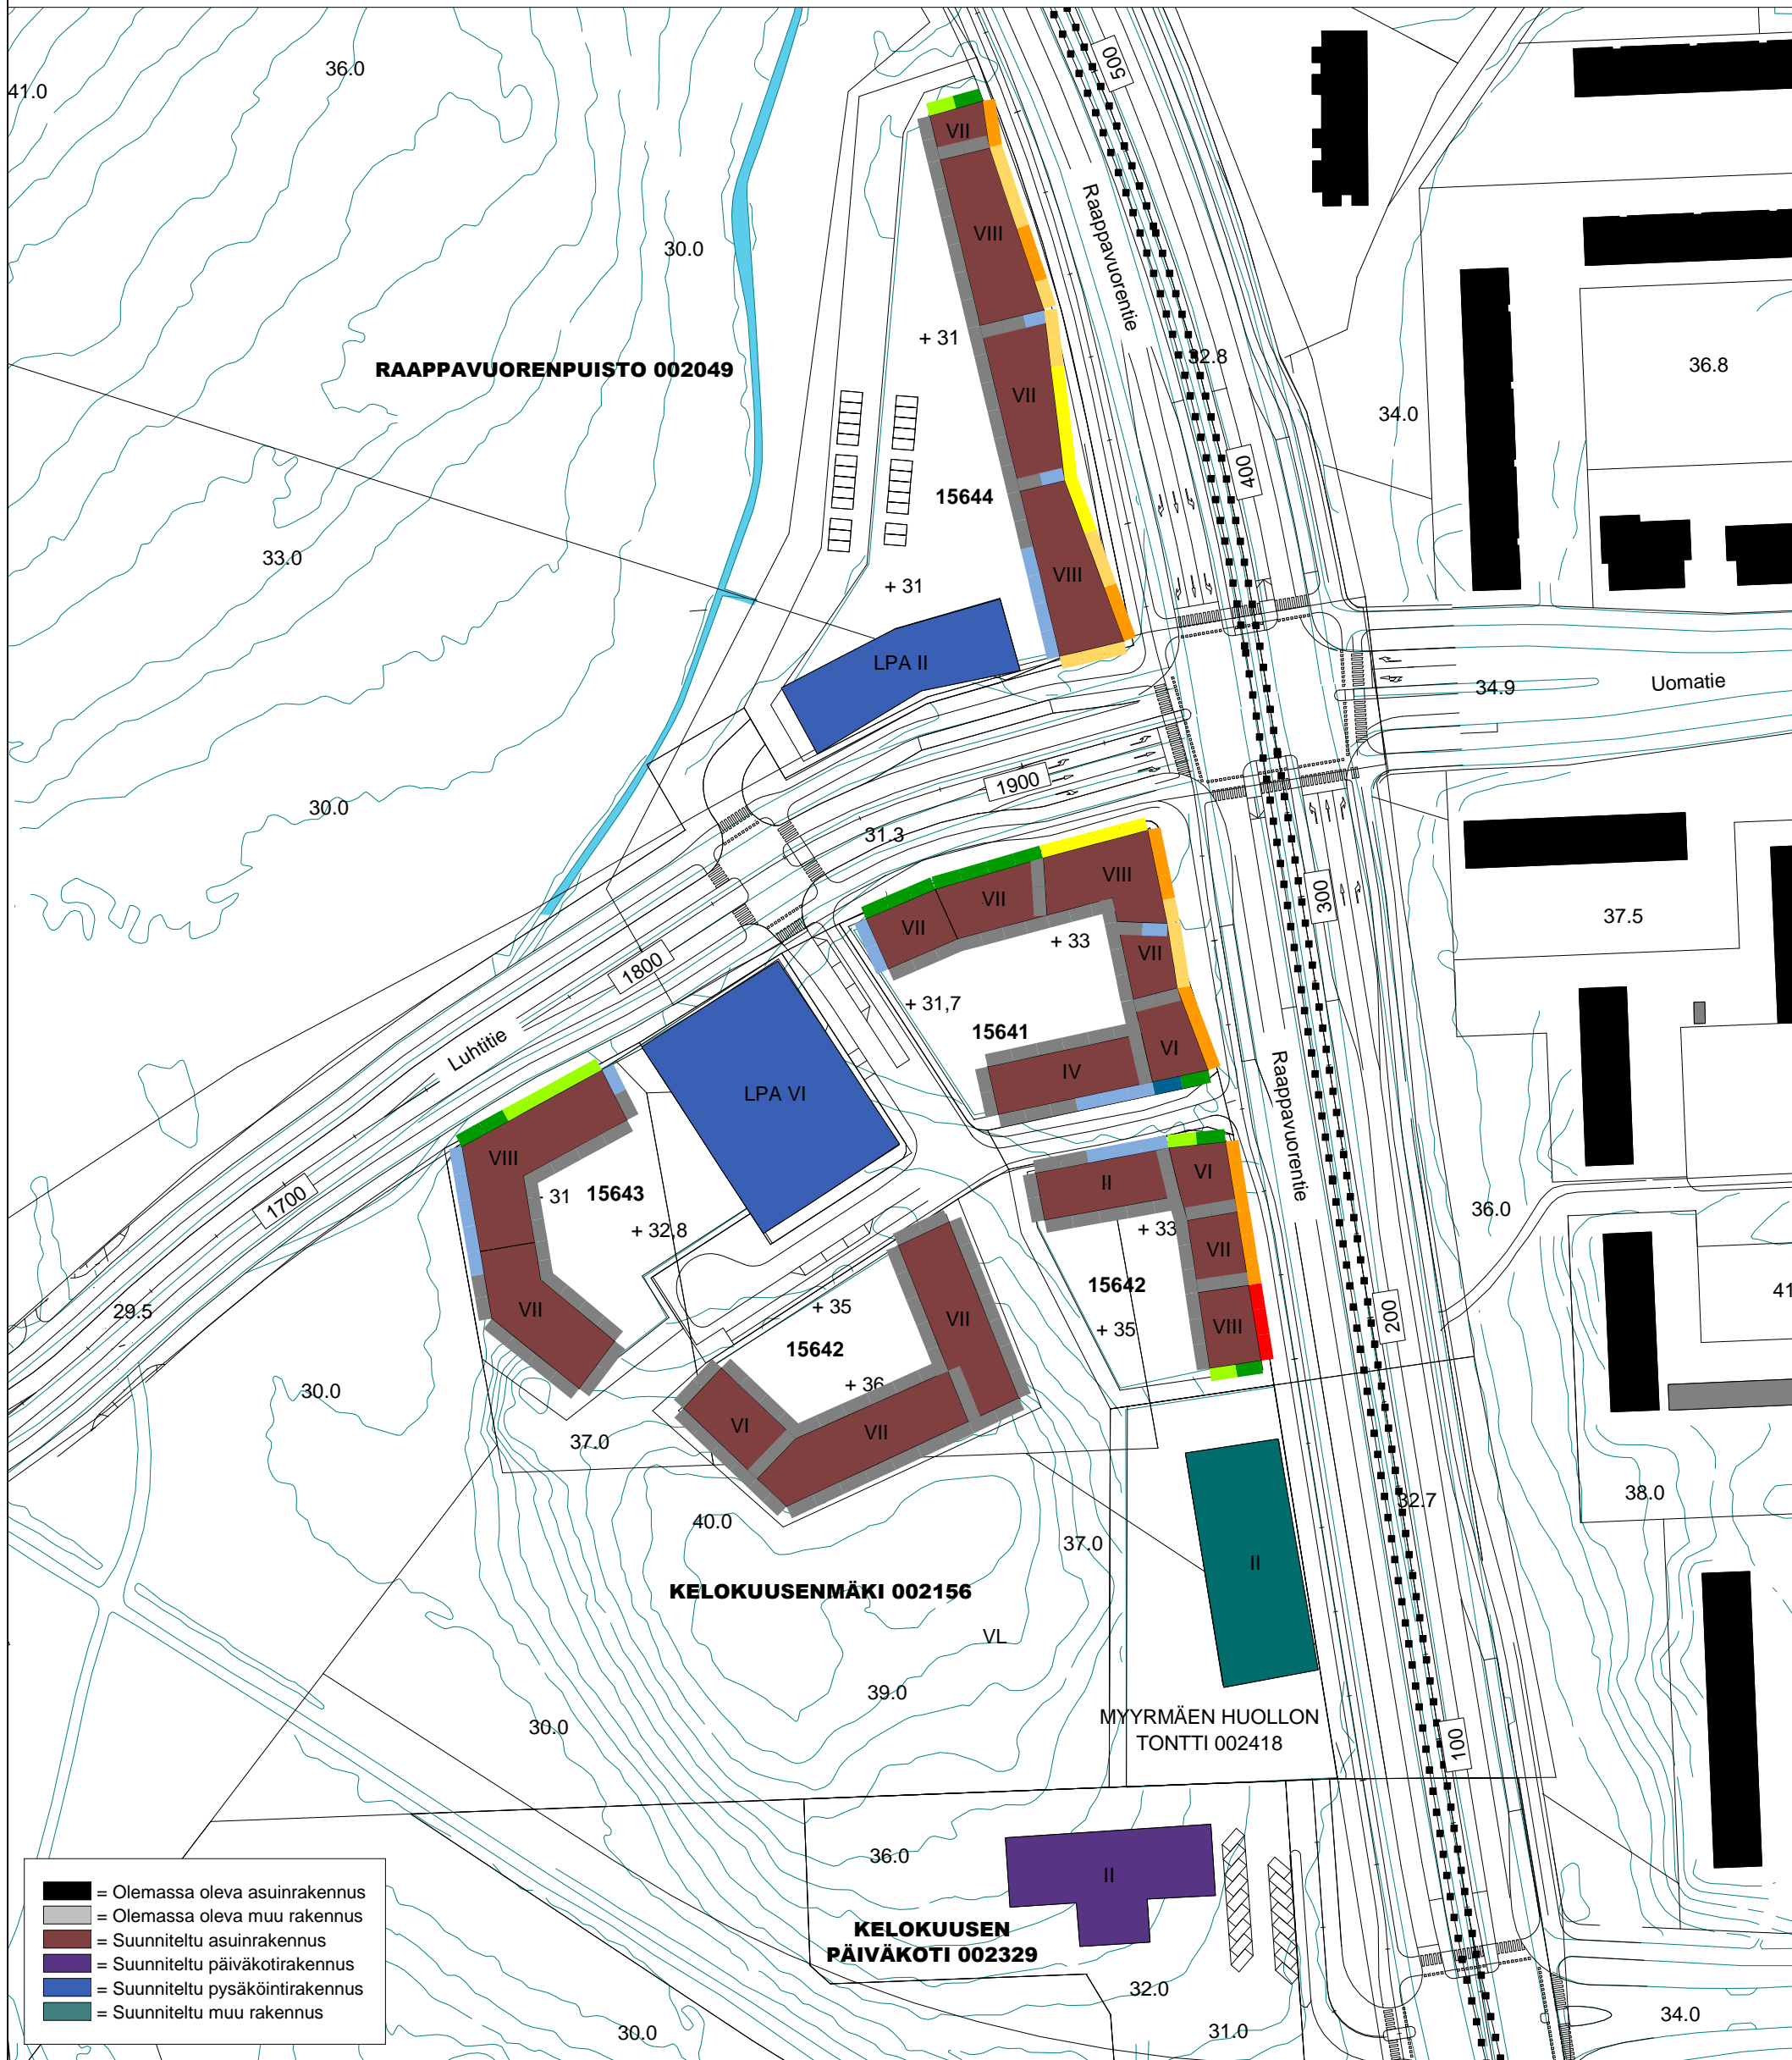 36.0
41.0
500
VII
Raappavuorentie
VIII
30.0
+ 31
32.8
RAAPPAVUORENPUISTO 002049
36.8
VII
34.0
400
15644
33.0
VIII
+ 31
LPA II
34.9
Uomatie
1900
30.0
31.3
VIII
VII
300
VII
37.5
+ 33
VII
1800
+ 31,7
15641
Luhtitie
VI
IV
LPA VI
Raappavuorentie
VIII
VI
II
31
15643
1700
36.0
+ 32,8
+ 33
VII
15642
41
29.5
+ 35
VII
200
VII
+ 35
VIII
15642
30.0
+ 36
VI
VII
37.0
38.0
32.7
40.0
37.0
II
KELOKUUSENMÄKI 002156
VL
39.0
MYYRMÄEN HUOLLON
TONTTI 002418
30.0
100
36.0
II
KELOKUUSEN
PÄIVÄKOTI 002329
32.0
34.0
31.0
30.0
= Olemassa oleva asuinrakennus
= Olemassa oleva muu rakennus
= Suunniteltu asuinrakennus
= Suunniteltu päiväkotirakennus
= Suunniteltu pysäköintirakennus
= Suunniteltu muu rakennus